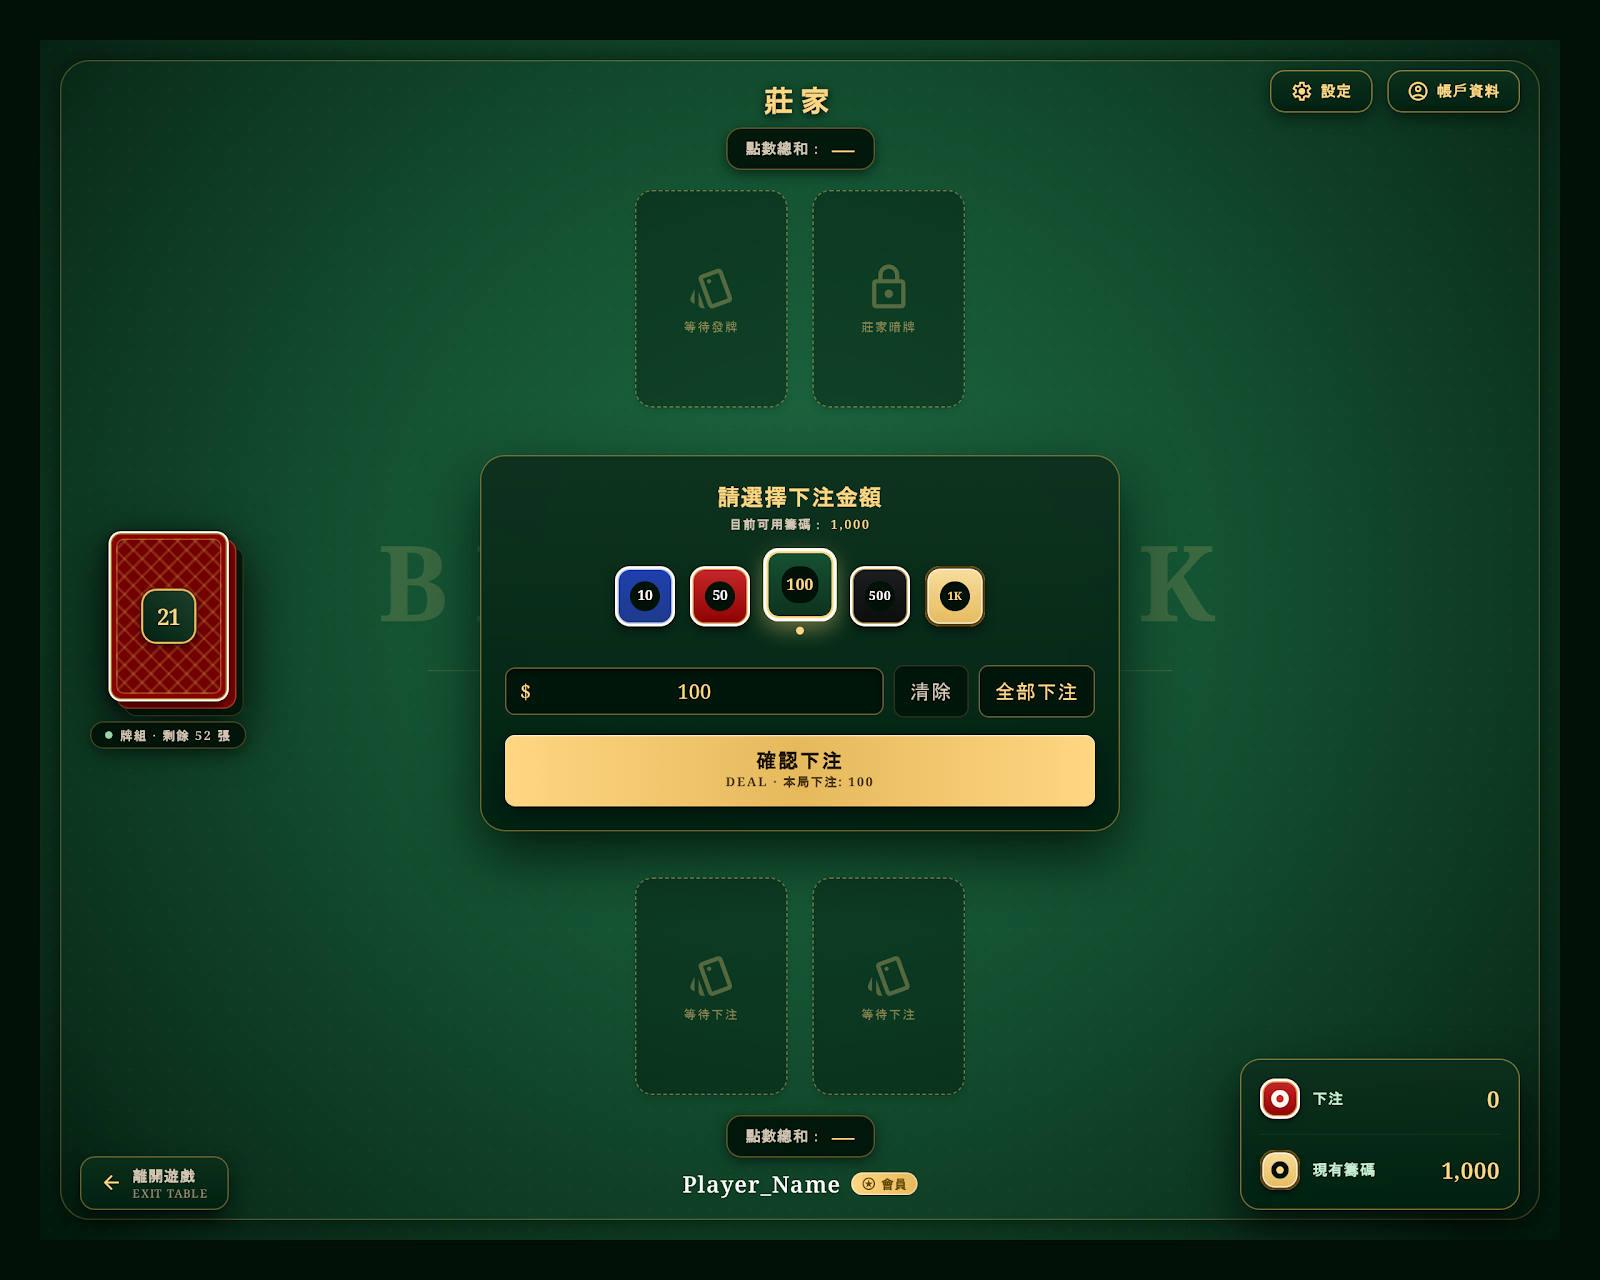 設定
帳戶資料
莊家
點數總和： —
等待發牌
莊家暗牌
請選擇下注金額
目前可用籌碼： 1,000
10
50
100
500
1K
B
K
21
牌組 · 剩餘 52 張
$ 100
清除
全部下注
確認下注
DEAL · 本局下注: 100
等待下注
等待下注
點數總和： —
Player_Name
會員
下注 0
現有籌碼 1,000
離開遊戲
EXIT TABLE